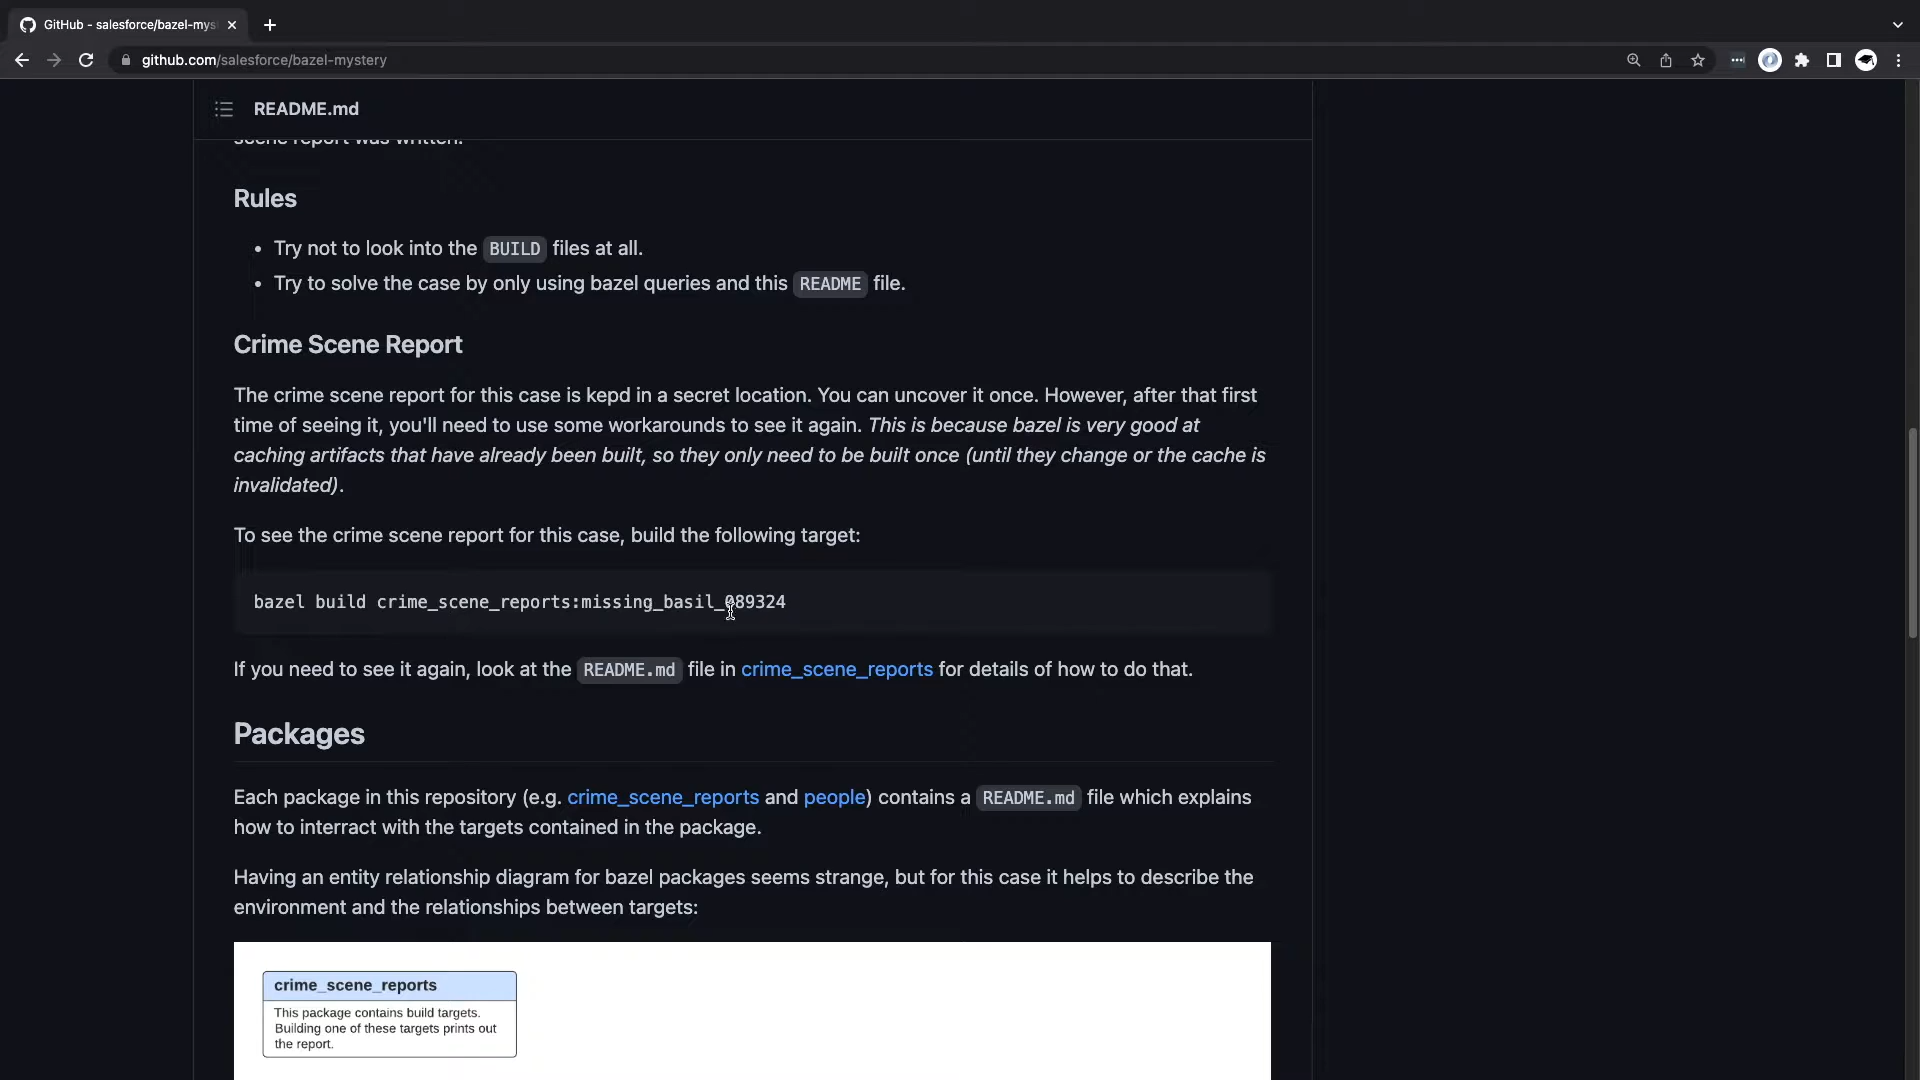 GitHub - salesforce/bazel-mys
github.com/salesforce/bazel-mystery
README.md
scene report was written.
Rules
• Try not to look into the BUILD files at all.
• Try to solve the case by only using bazel queries and this README file.
Crime Scene Report
The crime scene report for this case is kepd in a secret location. You can uncover it once. However, after that first
time of seeing it, you'll need to use some workarounds to see it again. This is because bazel is very good at
caching artifacts that have already been built, so they only need to be built once (until they change or the cache is
invalidated).
To see the crime scene report for this case, build the following target:
bazel build crime_scene_reports:missing_basil_089324
If you need to see it again, look at the README.md file in crime_scene_reports for details of how to do that.
Packages
Each package in this repository (e.g. crime_scene_reports and people) contains a README.md file which explains
how to interract with the targets contained in the package.
Having an entity relationship diagram for bazel packages seems strange, but for this case it helps to describe the
environment and the relationships between targets:
crime_scene_reports
This package contains build targets.
Building one of these targets prints out
the report.